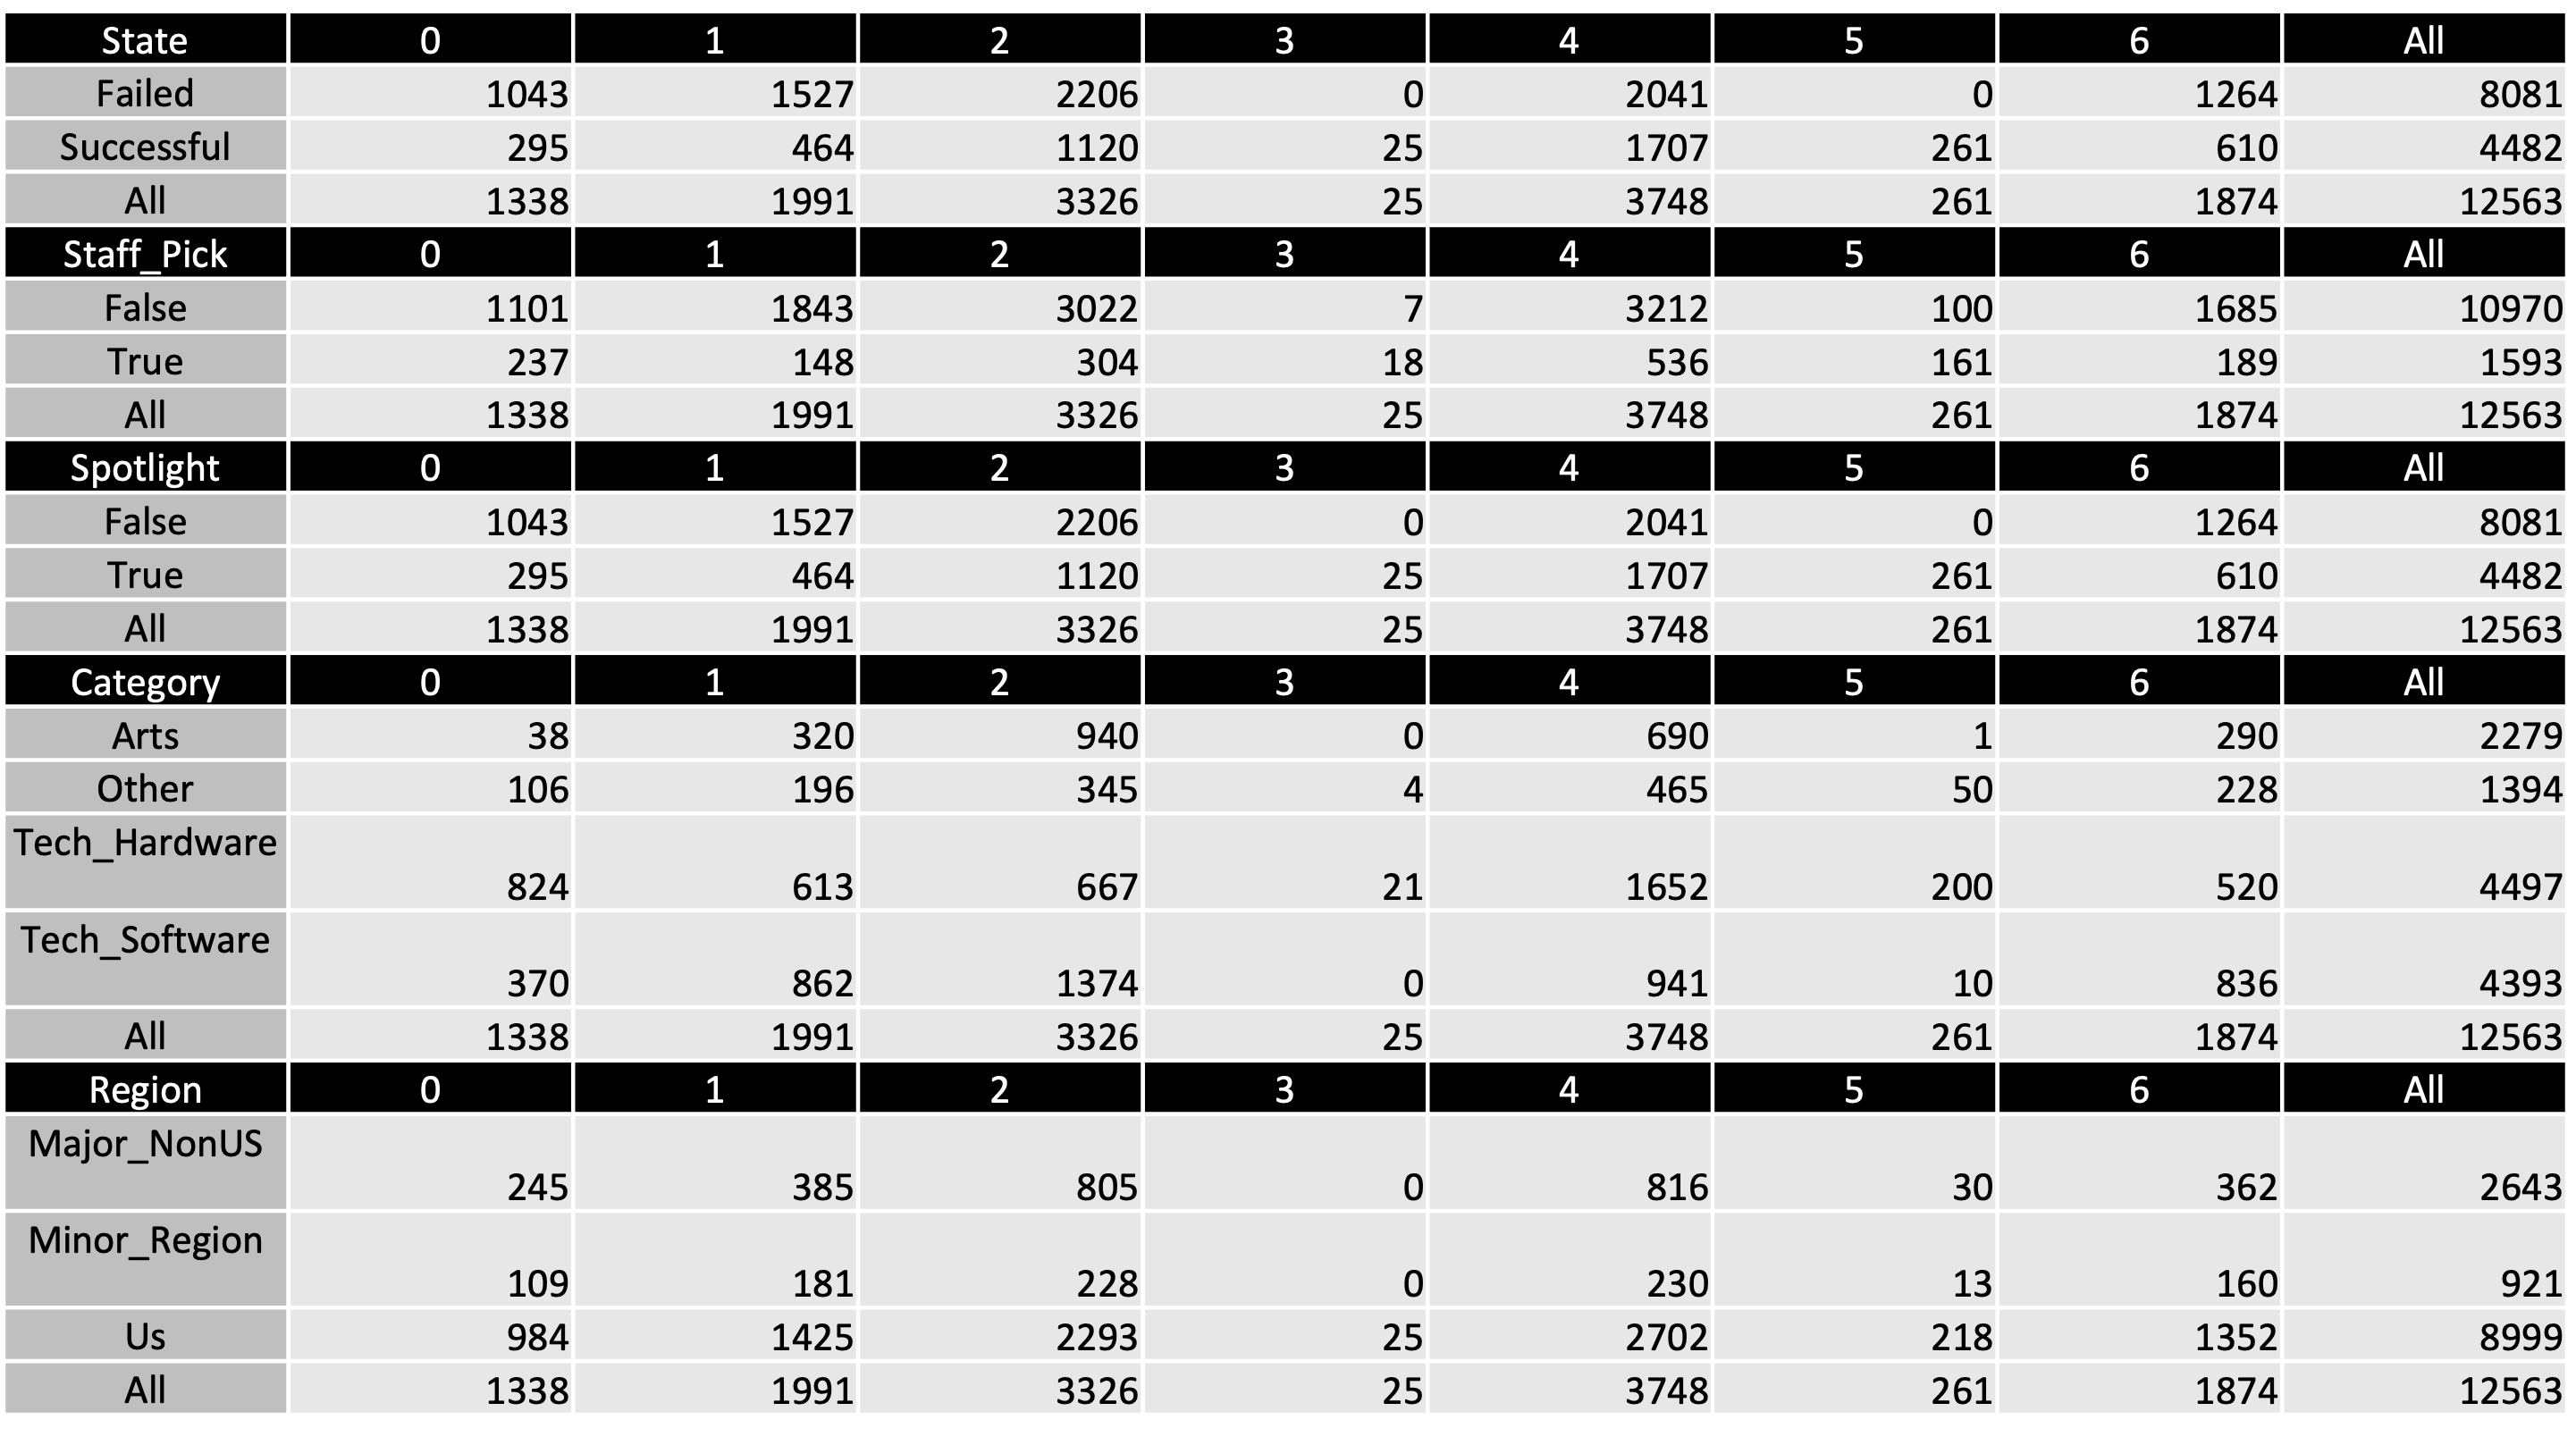 State 0 1 2 3 4 5 6 All
Failed 1043 1527 2206 0 2041 0 1264 8081
Successful 295 464 1120 25 1707 261 610 4482
All 1338 1991 3326 25 3748 261 1874 12563
Staff_Pick 0 1 2 3 4 5 6 All
False 1101 1843 3022 7 3212 100 1685 10970
True 237 148 304 18 536 161 189 1593
All 1338 1991 3326 25 3748 261 1874 12563
Spotlight 0 1 2 3 4 5 6 All
False 1043 1527 2206 0 2041 0 1264 8081
True 295 464 1120 25 1707 261 610 4482
All 1338 1991 3326 25 3748 261 1874 12563
Category 0 1 2 3 4 5 6 All
Arts 38 320 940 0 690 1 290 2279
Other 106 196 345 4 465 50 228 1394
Tech_Hardware 824 613 667 21 1652 200 520 4497
Tech_Software 370 862 1374 0 941 10 836 4393
All 1338 1991 3326 25 3748 261 1874 12563
Region 0 1 2 3 4 5 6 All
Major_NonUS 245 385 805 0 816 30 362 2643
Minor_Region 109 181 228 0 230 13 160 921
Us 984 1425 2293 25 2702 218 1352 8999
All 1338 1991 3326 25 3748 261 1874 12563